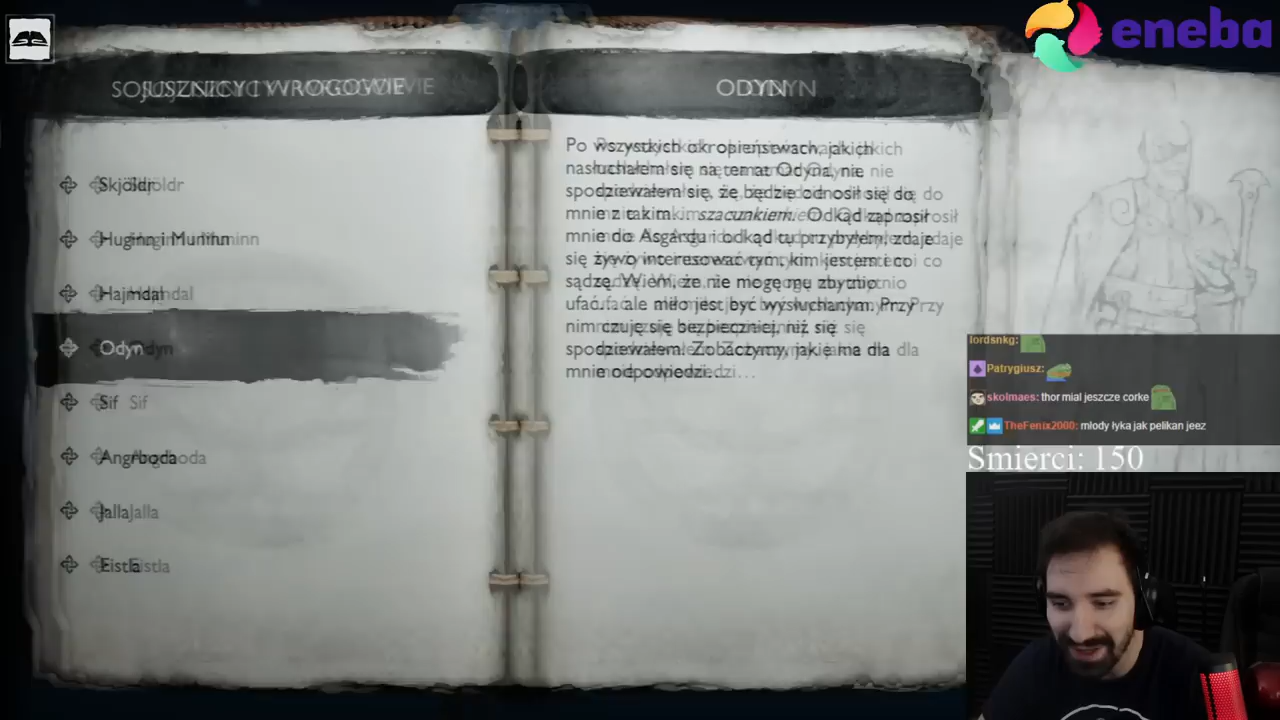 eneba
SOJUSZNICY I WROGOWIE
ODYN
Skjöldr
Huginn i Muninn
Hajmdal
Odyn
Sif
Angrboda
Jalla
Eistla
Po wszystkich okropieństwach, jakich
nasłuchałem się na temat Odyna, nie
spodziewałem się, że będzie odnosił się do
mnie z takim... szacunkiem. Odkąd zaprosił
mnie do Asgardu i odkąd tu przybyłem, zdaje
się żywo interesować tym, kim jestem i co
sądzę. Wiem, że nie mogę mu zbytnio
ufać... ale miło jest być wysłuchanym. Przy
nim czuję się bezpieczniej, niż się
spodziewałem. Zobaczymy, jakie ma dla
mnie odpowiedzi...
lordsnkg:
Patrygiusz:
skolmaes: thor mial jeszcze corke
TheFenix2000: mlody łyka jak pelikan jeez
Smierci: 150